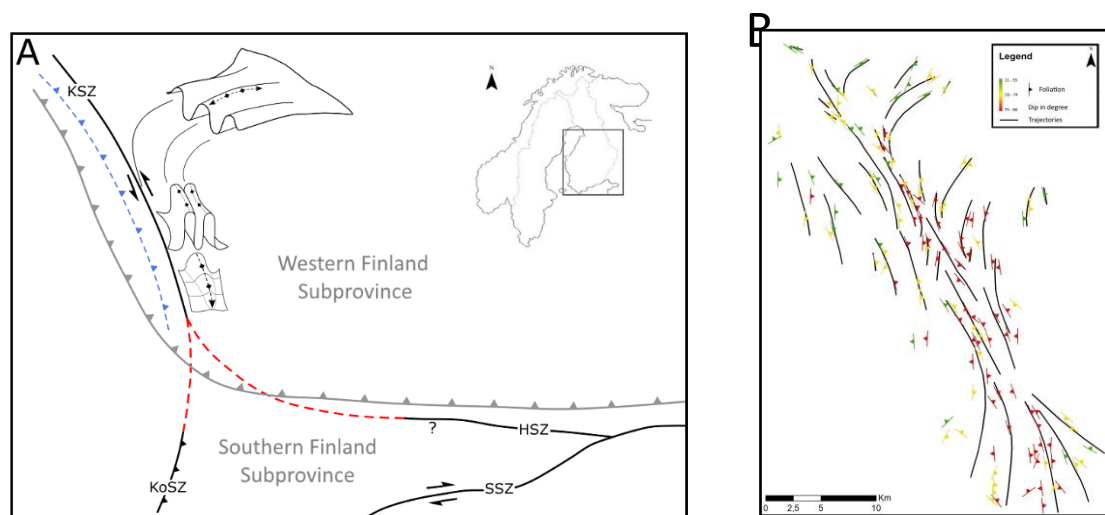 A
KSZ
Western Finland
Subprovince
?
HSZ
Southern Finland
Subprovince
KoSZ
SSZ
B
Legend
N
Foliation
Dip in degree
Trajectories
Km
0 2,5 5 10